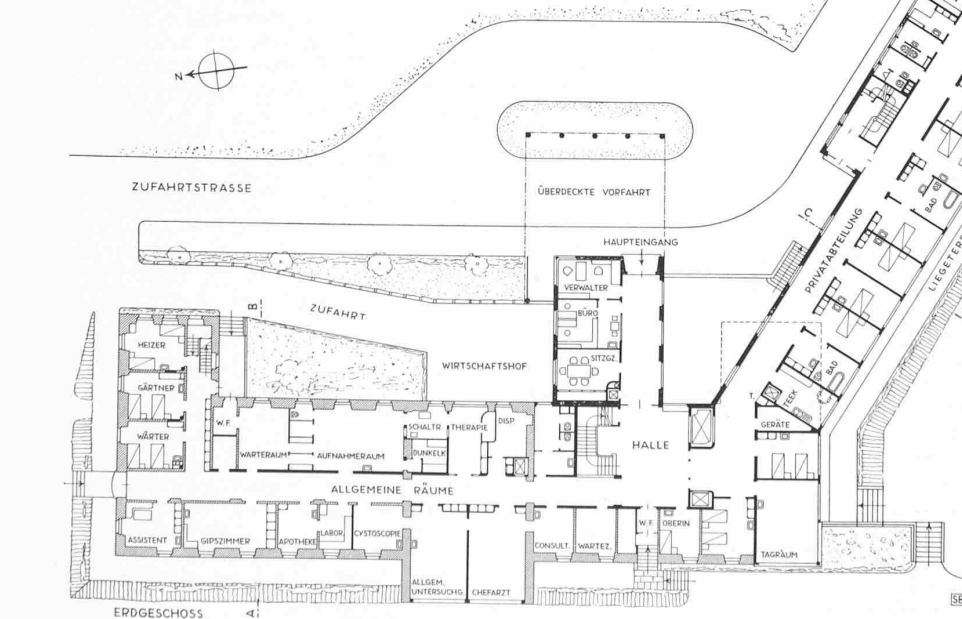 N
ZUFAHRTSTRASSE
ÜBERDECKTE VORFAHRT
HAUPTEINGANG
C
PRIVATABTEILUNG
BAD
VERWALTER
BÜRO
SITZGZ.
ZUFAHRT
B
WIRTSCHAFTSHOF
HEIZER
GÄRTNER
WÄRTER
W.F.
WARTERAUM
AUFNAHMERAUM
SCHALTR.
DUNKELK
THERAPIE
DISP.
HALLE
T.
TEEK
BAD
GERÄTE
ALLGEMEINE RÄUME
ASSISTENT
GIPSZIMMER
APOTHEKE
LABOR.
CYSTOSCOPIE
ALLGEM.
UNTERSUCHG.
CHEFARZT
CONSULT.
WARTEZ.
W.F.
OBERIN
TAGRAUM
ERDGESCHOSS
A